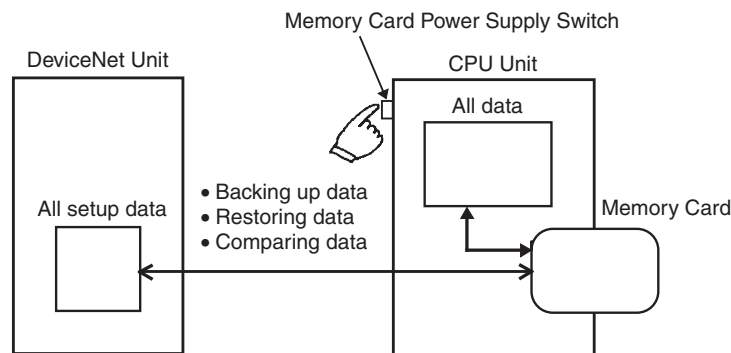 Memory Card Power Supply Switch
DeviceNet Unit
CPU Unit
All data
• Backing up data
• Restoring data
• Comparing data
All setup data
Memory Card